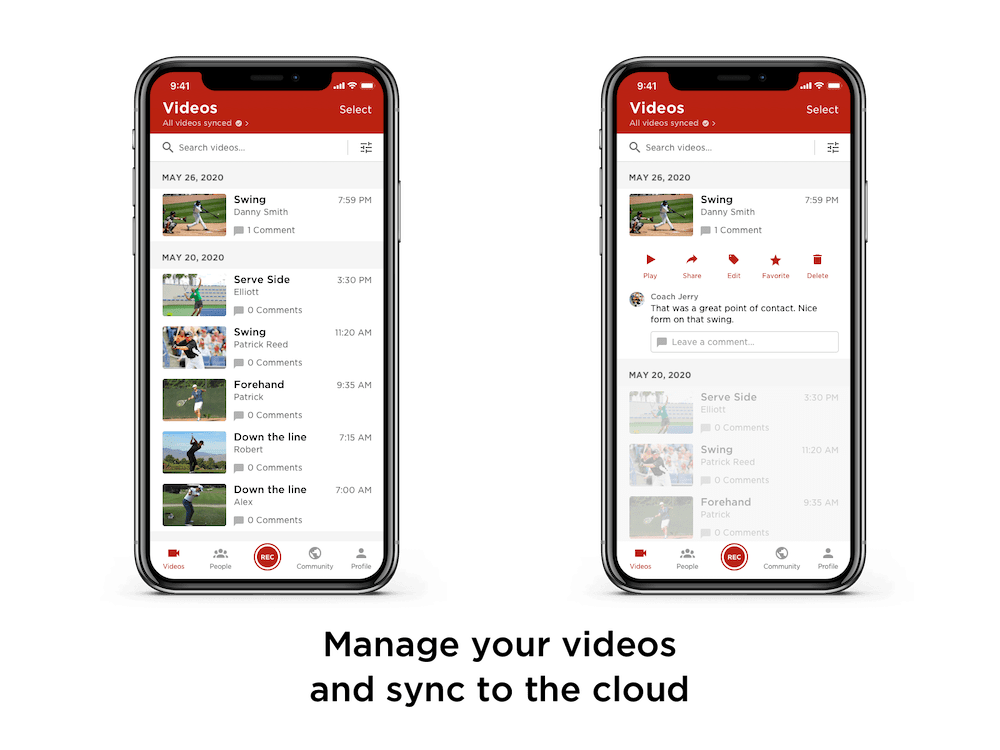 9:41
Videos
Select
All videos synced
Search videos...
MAY 26, 2020
Swing 7:59 PM
Danny Smith
1 Comment
MAY 20, 2020
Serve Side 3:30 PM
Elliott
0 Comments
Swing 11:20 AM
Patrick Reed
0 Comments
Forehand 9:35 AM
Patrick
0 Comments
Down the line 7:15 AM
Robert
0 Comments
Down the line 7:00 AM
Alex
0 Comments
Videos People REC Community Profile
9:41
Videos
Select
All videos synced
Search videos...
MAY 26, 2020
Swing 7:59 PM
Danny Smith
1 Comment
Play Share Edit Favorite Delete
Coach Jerry
That was a great point of contact. Nice
form on that swing.
Leave a comment...
MAY 20, 2020
Serve Side 3:30 PM
Elliott
0 Comments
Swing 11:20 AM
Patrick Reed
0 Comments
Forehand 9:35 AM
Patrick
0 Comments
Videos People REC Community Profile
Manage your videos
and sync to the cloud